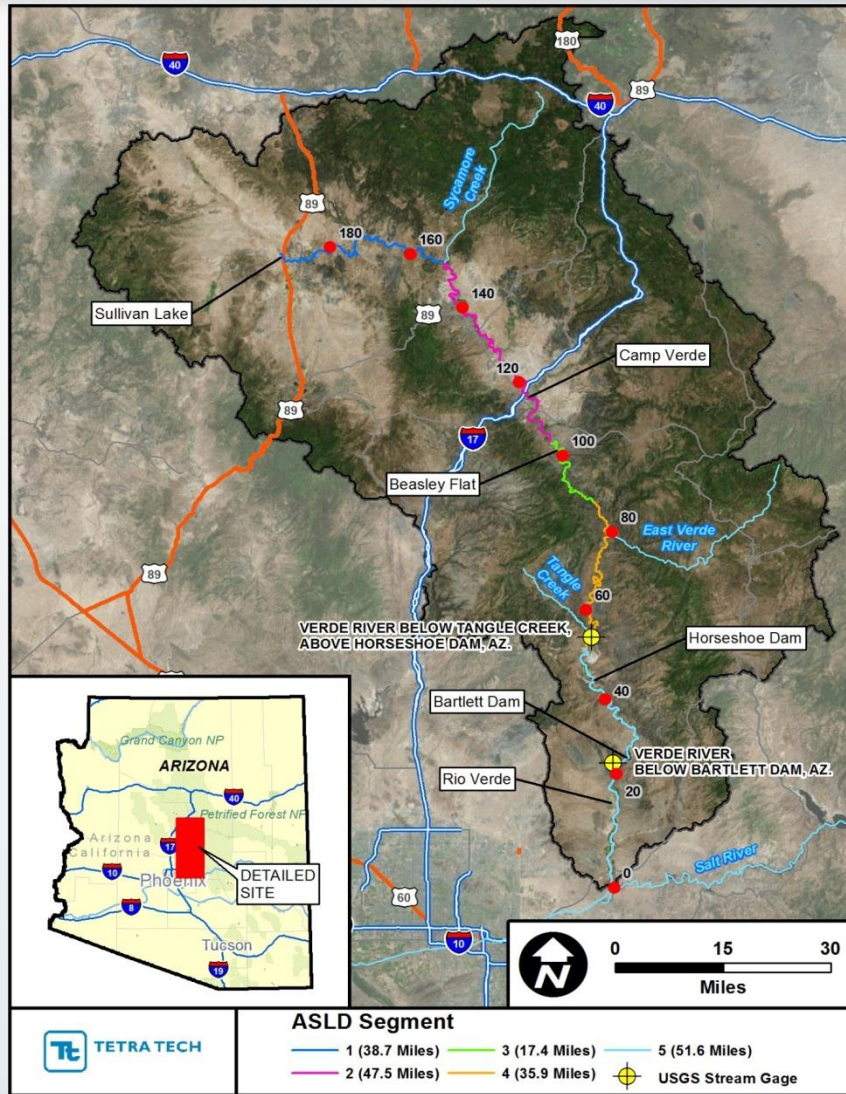 40
180
89
40
Sycamore
Creek
89
180
160
Sullivan Lake
140
89
Camp Verde
120
89
17
100
Beasley Flat
80
East Verde
River
89
Tangle
Creek
60
VERDE RIVER BELOW TANGLE CREEK,
ABOVE HORSESHOE DAM, AZ.
Horseshoe Dam
40
Bartlett Dam
VERDE RIVER
BELOW BARTLETT DAM, AZ.
Rio Verde
20
0
Salt River
60
10
Grand Canyon NP
ARIZONA
40
Petrified Forest NP
Arizona
California
17
10
Phoenix
DETAILED
SITE
8
Tucson
19
N
0 15 30
Miles
Tt TETRA TECH
ASLD Segment
1 (38.7 Miles) 3 (17.4 Miles) 5 (51.6 Miles)
2 (47.5 Miles) 4 (35.9 Miles) USGS Stream Gage